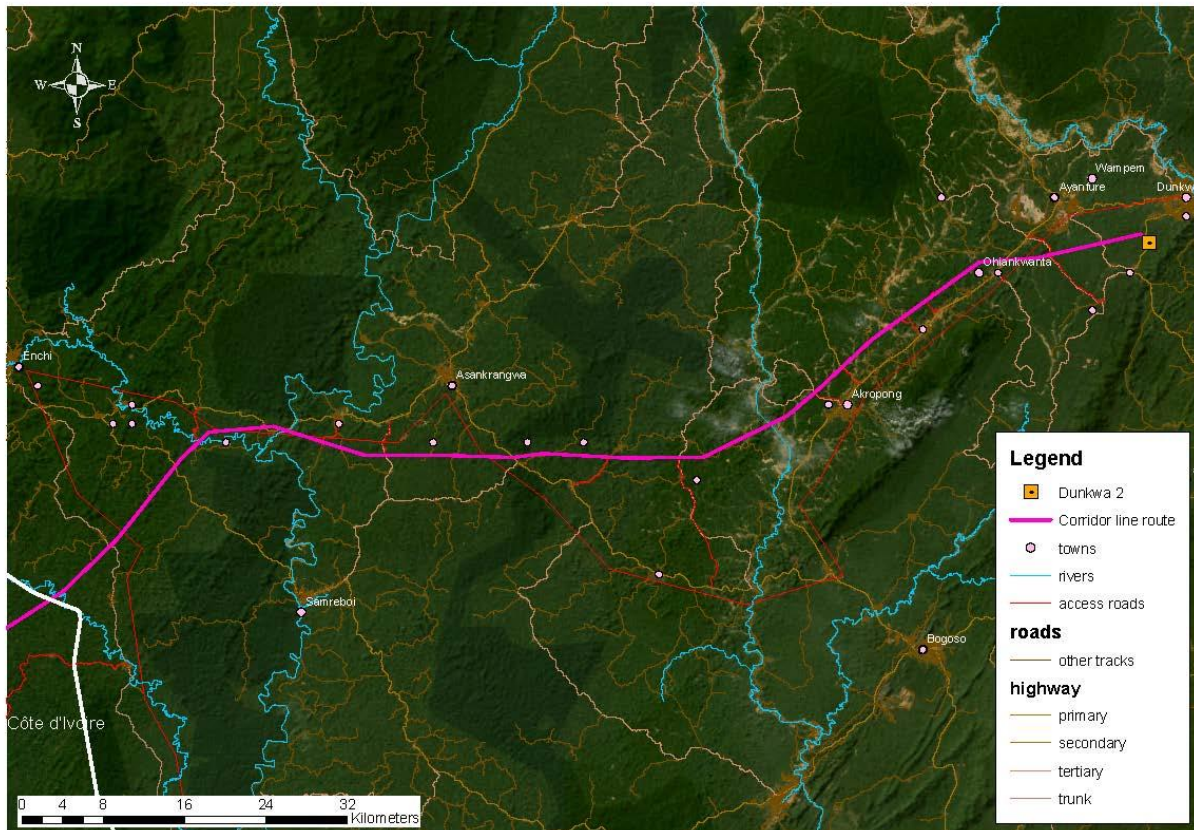 N
W E
S
Wampem
Ayanfure
Dunkw
Ohiankwanta
Enchi
Asankrangwa
Akropong
Samreboi
Bogoso
Côte d'Ivoire
Legend
Dunkwa 2
Corridor line route
towns
rivers
access roads
roads
other tracks
highway
primary
secondary
tertiary
trunk
0 4 8 16 24 32
Kilometers